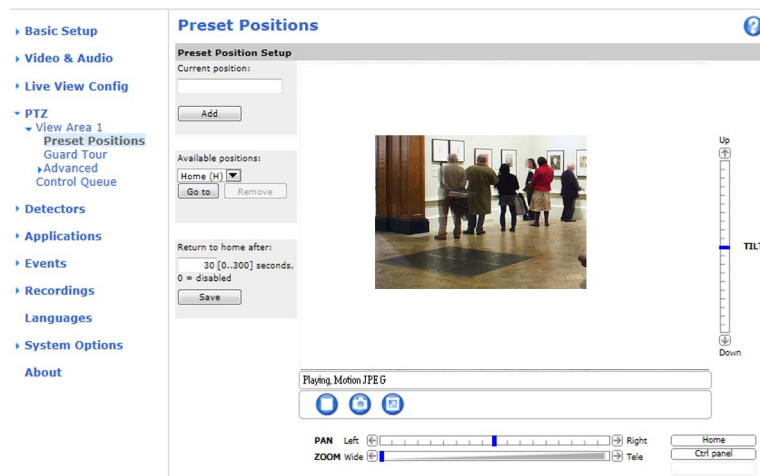 Basic Setup
Video & Audio
Live View Config
PTZ
View Area 1
Preset Positions
Guard Tour
Advanced
Control Queue
Detectors
Applications
Events
Recordings
Languages
System Options
About
Preset Positions
?
Preset Position Setup
Current position:
Add
Available positions:
Home (H)
Go to Remove
Return to home after:
30 [0..300] seconds,
0 = disabled
Save
Up
TILT
Down
Playing, Motion JPEG
PAN Left Right Home
ZOOM Wide Tele Ctrl panel